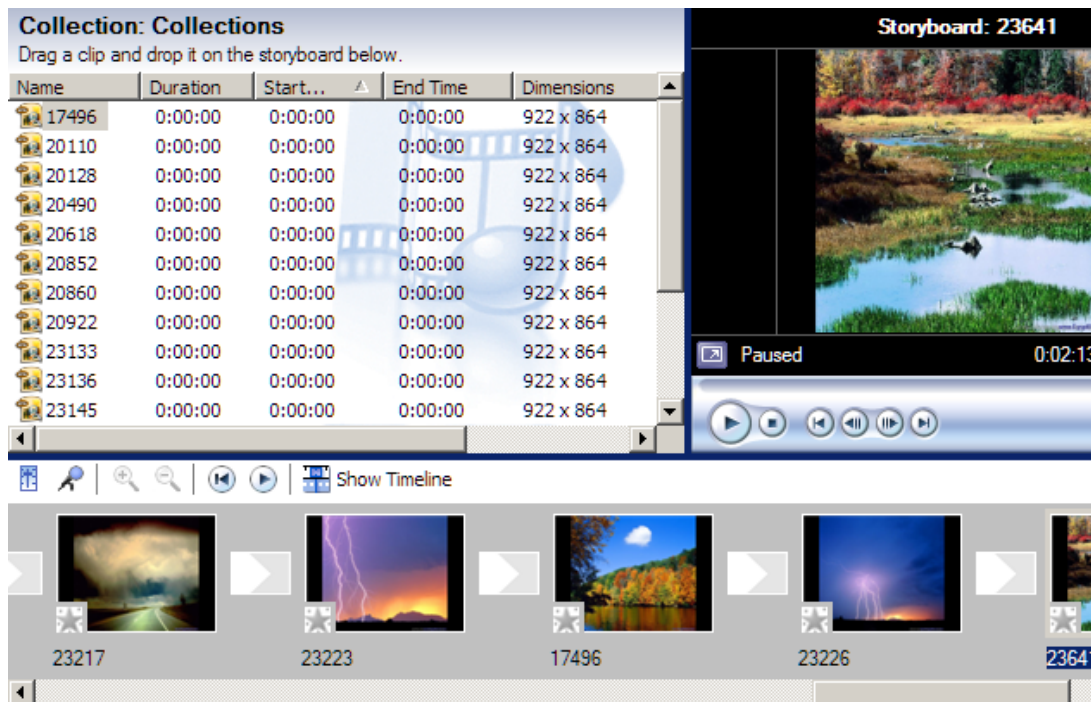 Collection: Collections
Drag a clip and drop it on the storyboard below.
Name Duration Start... End Time Dimensions
17496 0:00:00 0:00:00 0:00:00 922 x 864
20110 0:00:00 0:00:00 0:00:00 922 x 864
20128 0:00:00 0:00:00 0:00:00 922 x 864
20490 0:00:00 0:00:00 0:00:00 922 x 864
20618 0:00:00 0:00:00 0:00:00 922 x 864
20852 0:00:00 0:00:00 0:00:00 922 x 864
20860 0:00:00 0:00:00 0:00:00 922 x 864
20922 0:00:00 0:00:00 0:00:00 922 x 864
23133 0:00:00 0:00:00 0:00:00 922 x 864
23136 0:00:00 0:00:00 0:00:00 922 x 864
23145 0:00:00 0:00:00 0:00:00 922 x 864
Storyboard: 23641
Paused 0:02:13
Show Timeline
23217 23223 17496 23226 23641